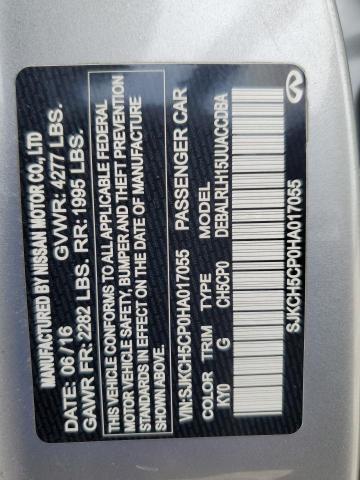 MANUFACTURED BY NISSAN MOTOR CO., LTD
DATE: 06/16 GVWR: 4277 LBS.
GAWR FR: 2282 LBS. RR: 1995 LBS.
THIS VEHICLE CONFORMS TO ALL APPLICABLE FEDERAL
MOTOR VEHICLE SAFETY, BUMPER AND THEFT PREVENTION
STANDARDS IN EFFECT ON THE DATE OF MANUFACTURE
SHOWN ABOVE.
VIN: SJKCH5CP0HA017055 PASSENGER CAR
COLOR TRIM TYPE MODEL
KY0 G CH5CP0 DEBALRLH15UUACCDBA
SJKCH5CP0HA017055